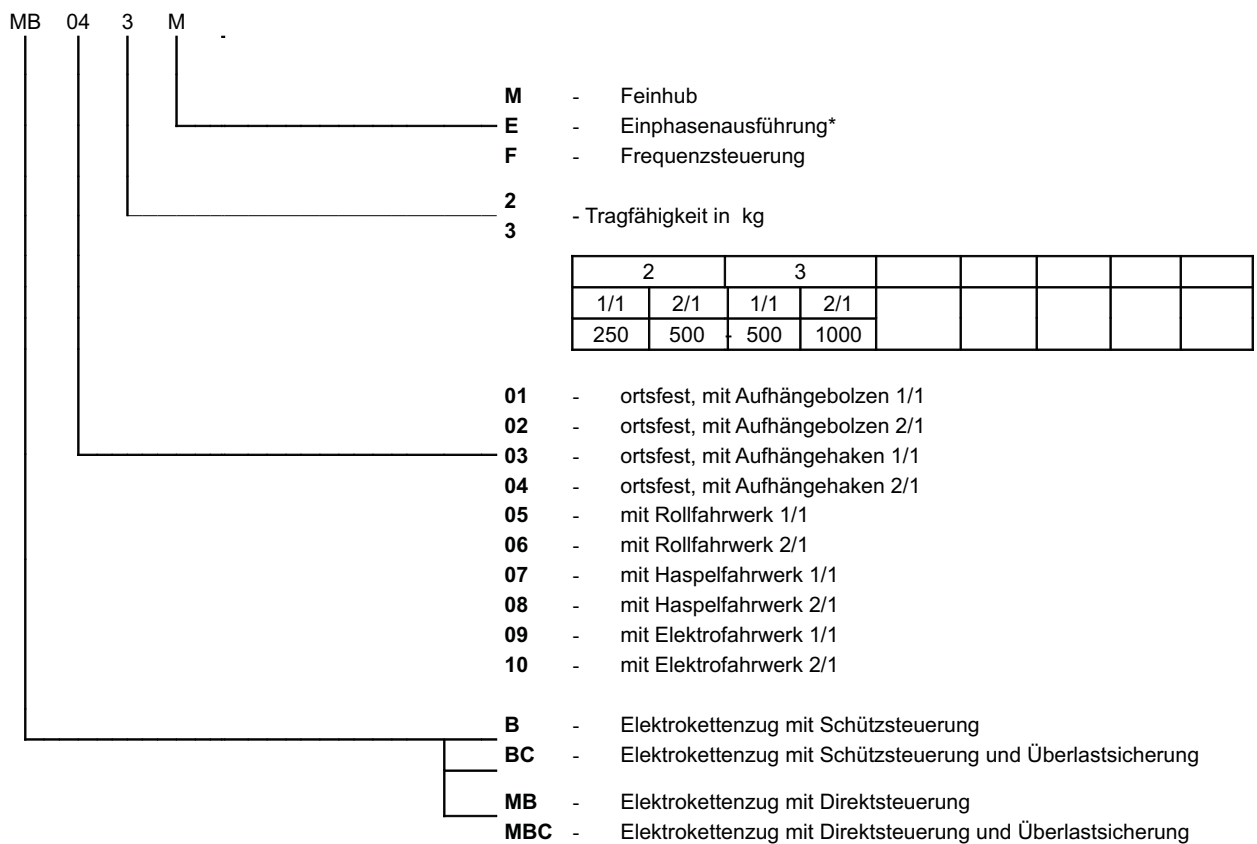 MB 04 3 M -
M - Feinhub
E - Einphasenausführung*
F - Frequenzsteuerung
2
- Tragfähigkeit in kg
3
2 3
1/1 2/1 1/1 2/1
250 500 - 500 1000
01 - ortsfest, mit Aufhängebolzen 1/1
02 - ortsfest, mit Aufhängebolzen 2/1
03 - ortsfest, mit Aufhängehaken 1/1
04 - ortsfest, mit Aufhängehaken 2/1
05 - mit Rollfahrwerk 1/1
06 - mit Rollfahrwerk 2/1
07 - mit Haspelfahrwerk 1/1
08 - mit Haspelfahrwerk 2/1
09 - mit Elektrofahrwerk 1/1
10 - mit Elektrofahrwerk 2/1
B - Elektrokettenzug mit Schützsteuerung
BC - Elektrokettenzug mit Schützsteuerung und Überlastsicherung
MB - Elektrokettenzug mit Direktsteuerung
MBC - Elektrokettenzug mit Direktsteuerung und Überlastsicherung